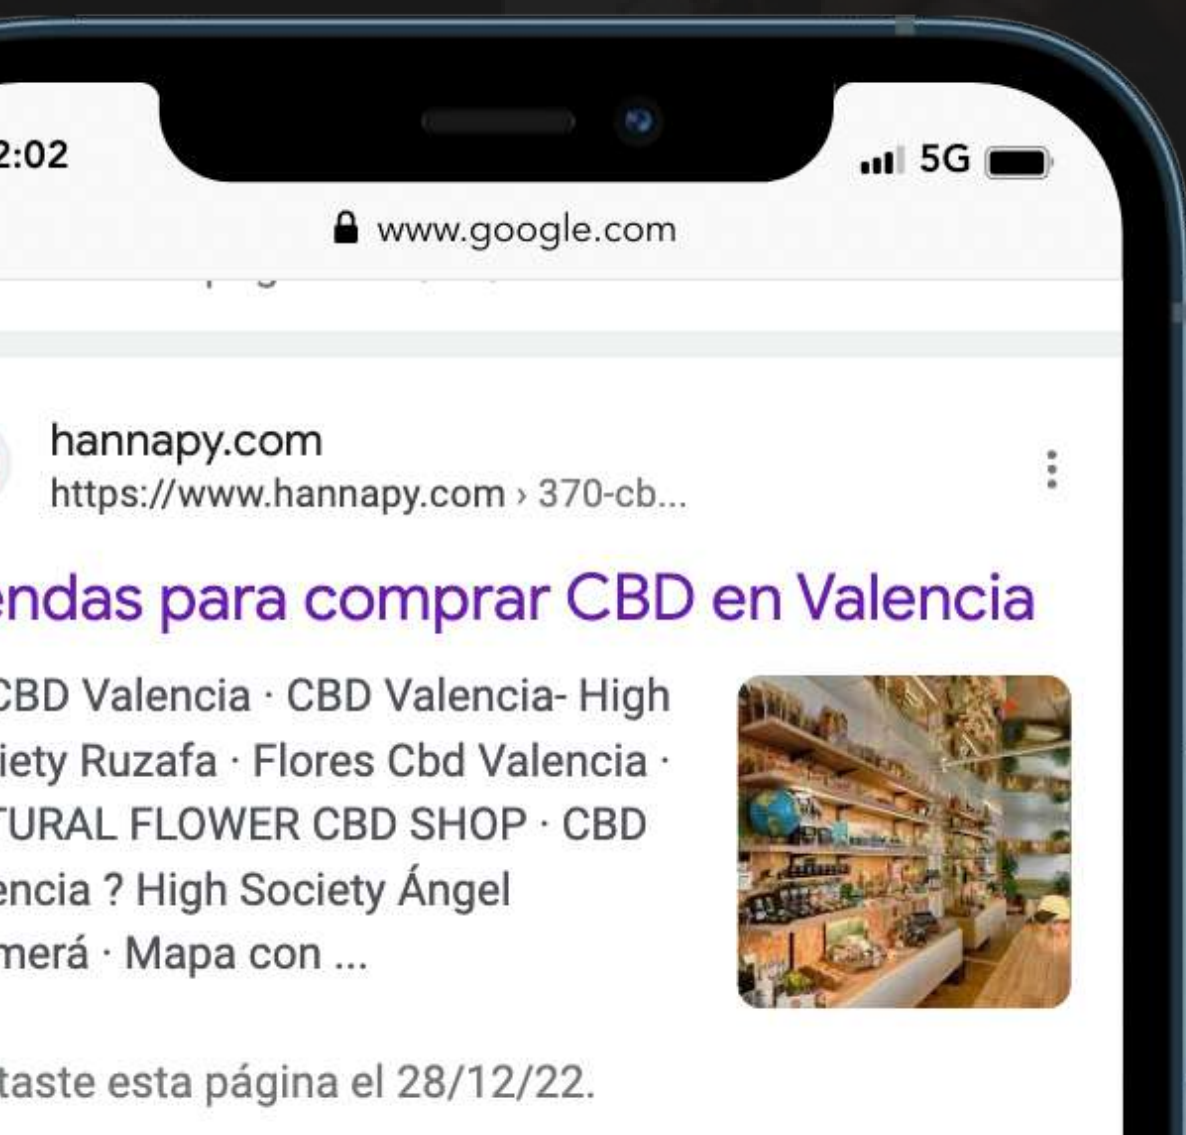 2:02
5G
www.google.com
hannapy.com
https://www.hannapy.com › 370-cb...
endas para comprar CBD en Valencia
CBD Valencia · CBD Valencia- High
iety Ruzafa · Flores Cbd Valencia ·
TURAL FLOWER CBD SHOP · CBD
encia ? High Society Ángel
merá · Mapa con ...
taste esta página el 28/12/22.